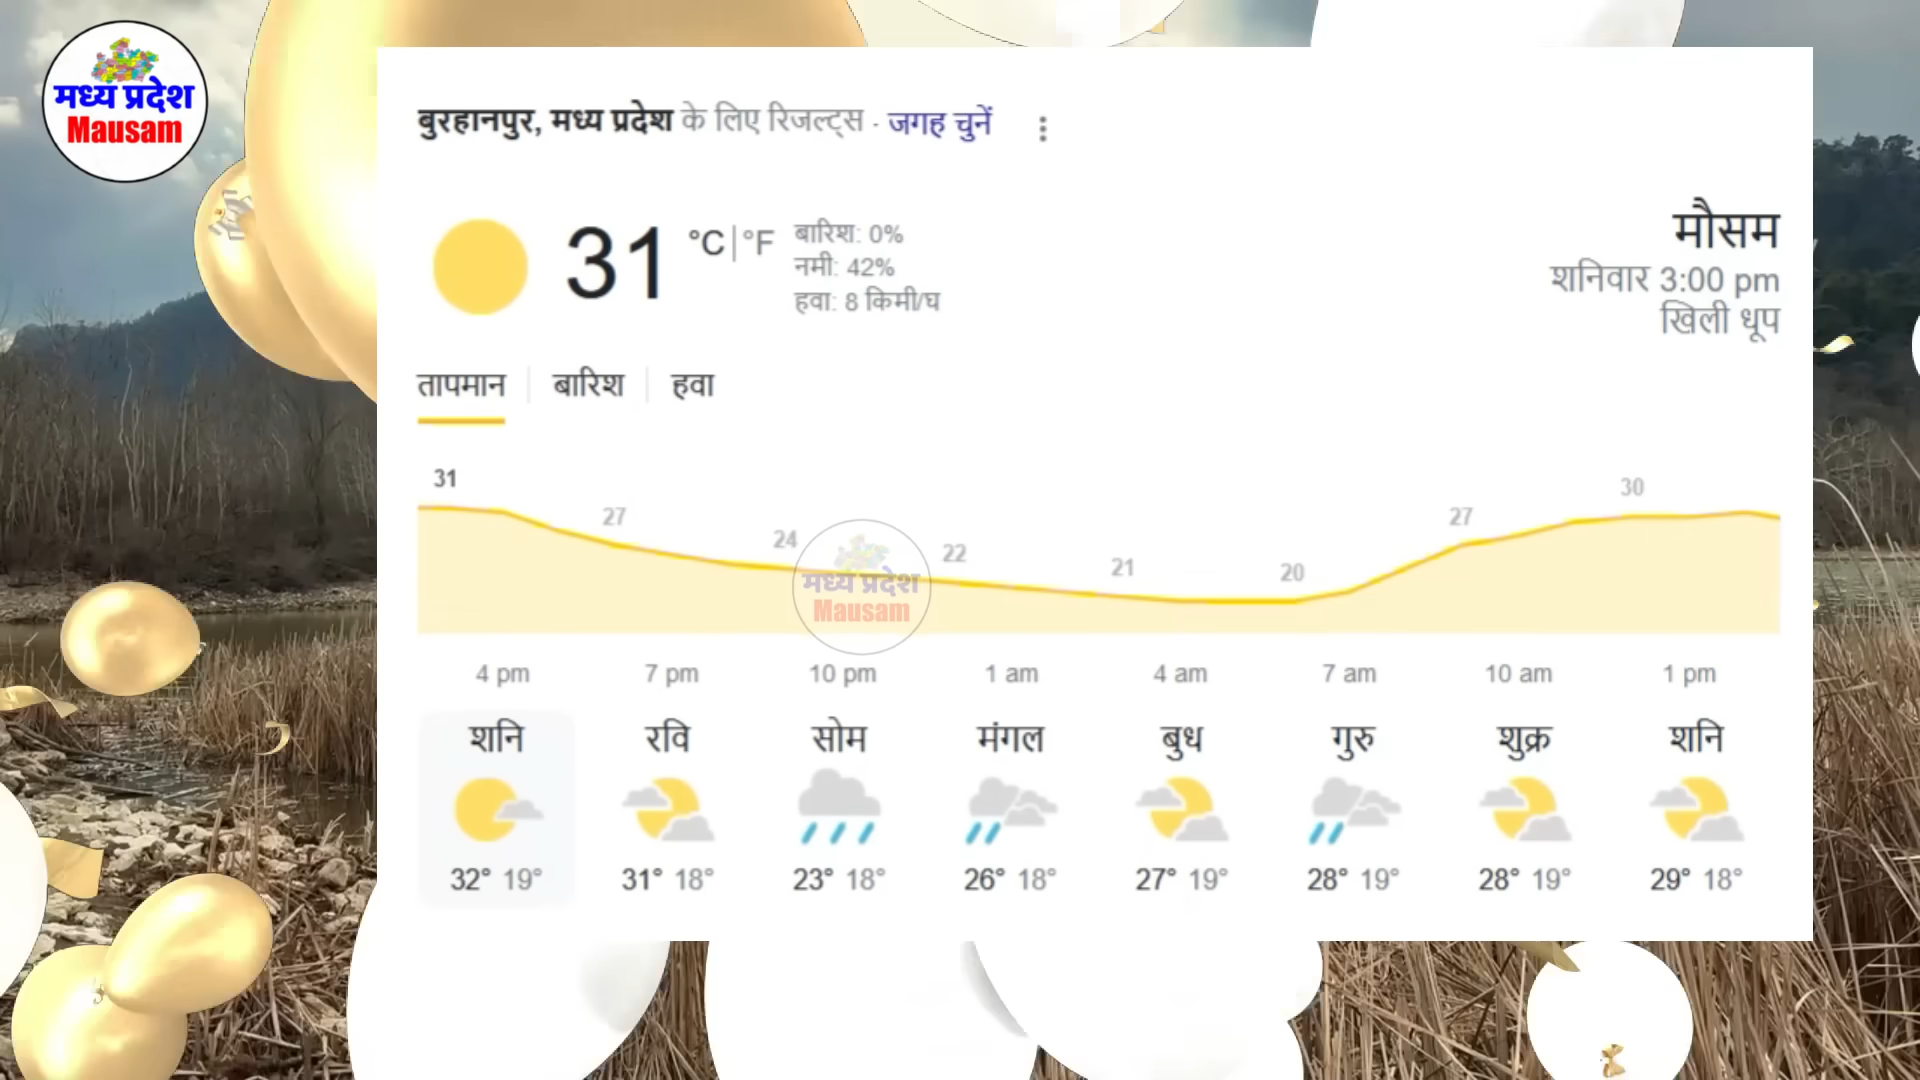 मध्य प्रदेश
Mausam
बुरहानपुर, मध्य प्रदेश के लिए रिजल्ट्स · जगह चुनें
31 °C|°F
बारिश: 0%
नमी: 42%
हवा: 8 किमी/घ
मौसम
शनिवार 3:00 pm
खिली धूप
तापमान बारिश हवा
31 27 24 22 21 20 27 30
मध्य प्रदेश
Mausam
4 pm 7 pm 10 pm 1 am 4 am 7 am 10 am 1 pm
शनि रवि सोम मंगल बुध गुरु शुक्र शनि
32° 19° 31° 18° 23° 18° 26° 18° 27° 19° 28° 19° 28° 19° 29° 18°